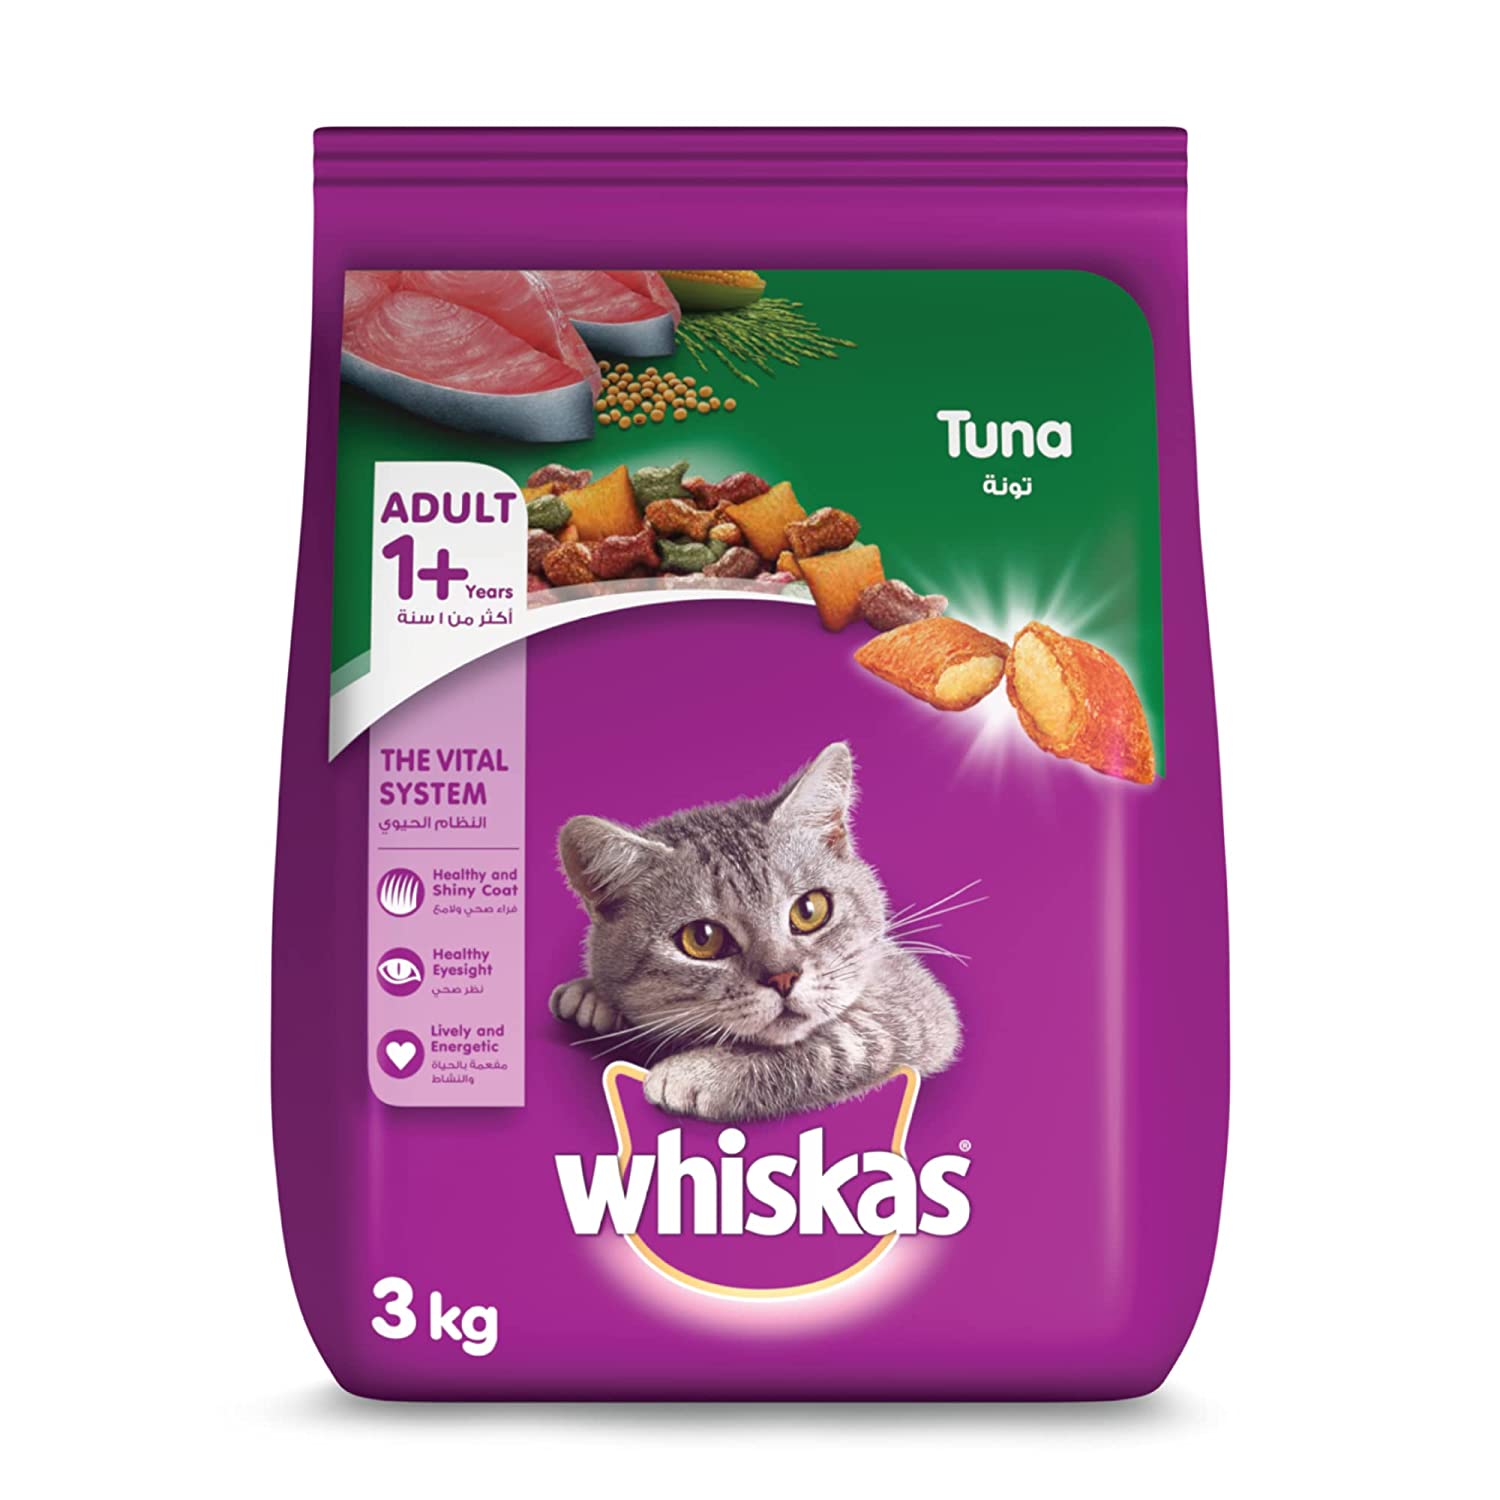 Tuna
تونة
ADULT
1+ Years
أكثر من ١ سنة
THE VITAL
SYSTEM
النظام الحيوي
Healthy and
Shiny Coat
فراء صحي ولامع
Healthy
Eyesight
نظر صحي
Lively and
Energetic
مفعمة بالحياة
والنشاط
whiskas®
3 kg